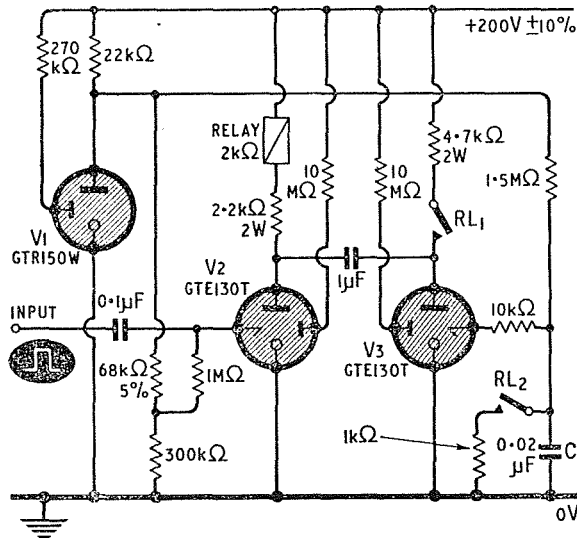 +200V ±10%
270
kΩ
22kΩ
RELAY
2kΩ
4·7kΩ
2W
10
MΩ
10
MΩ
1·5MΩ
2·2kΩ
2W
RL1
V1
GTR150W
V2
GTE130T
1μF
INPUT
0·1μF
10kΩ
V3
GTE130T
68kΩ
5%
1MΩ
RL2
1kΩ
0·02
μF
C
300kΩ
0V